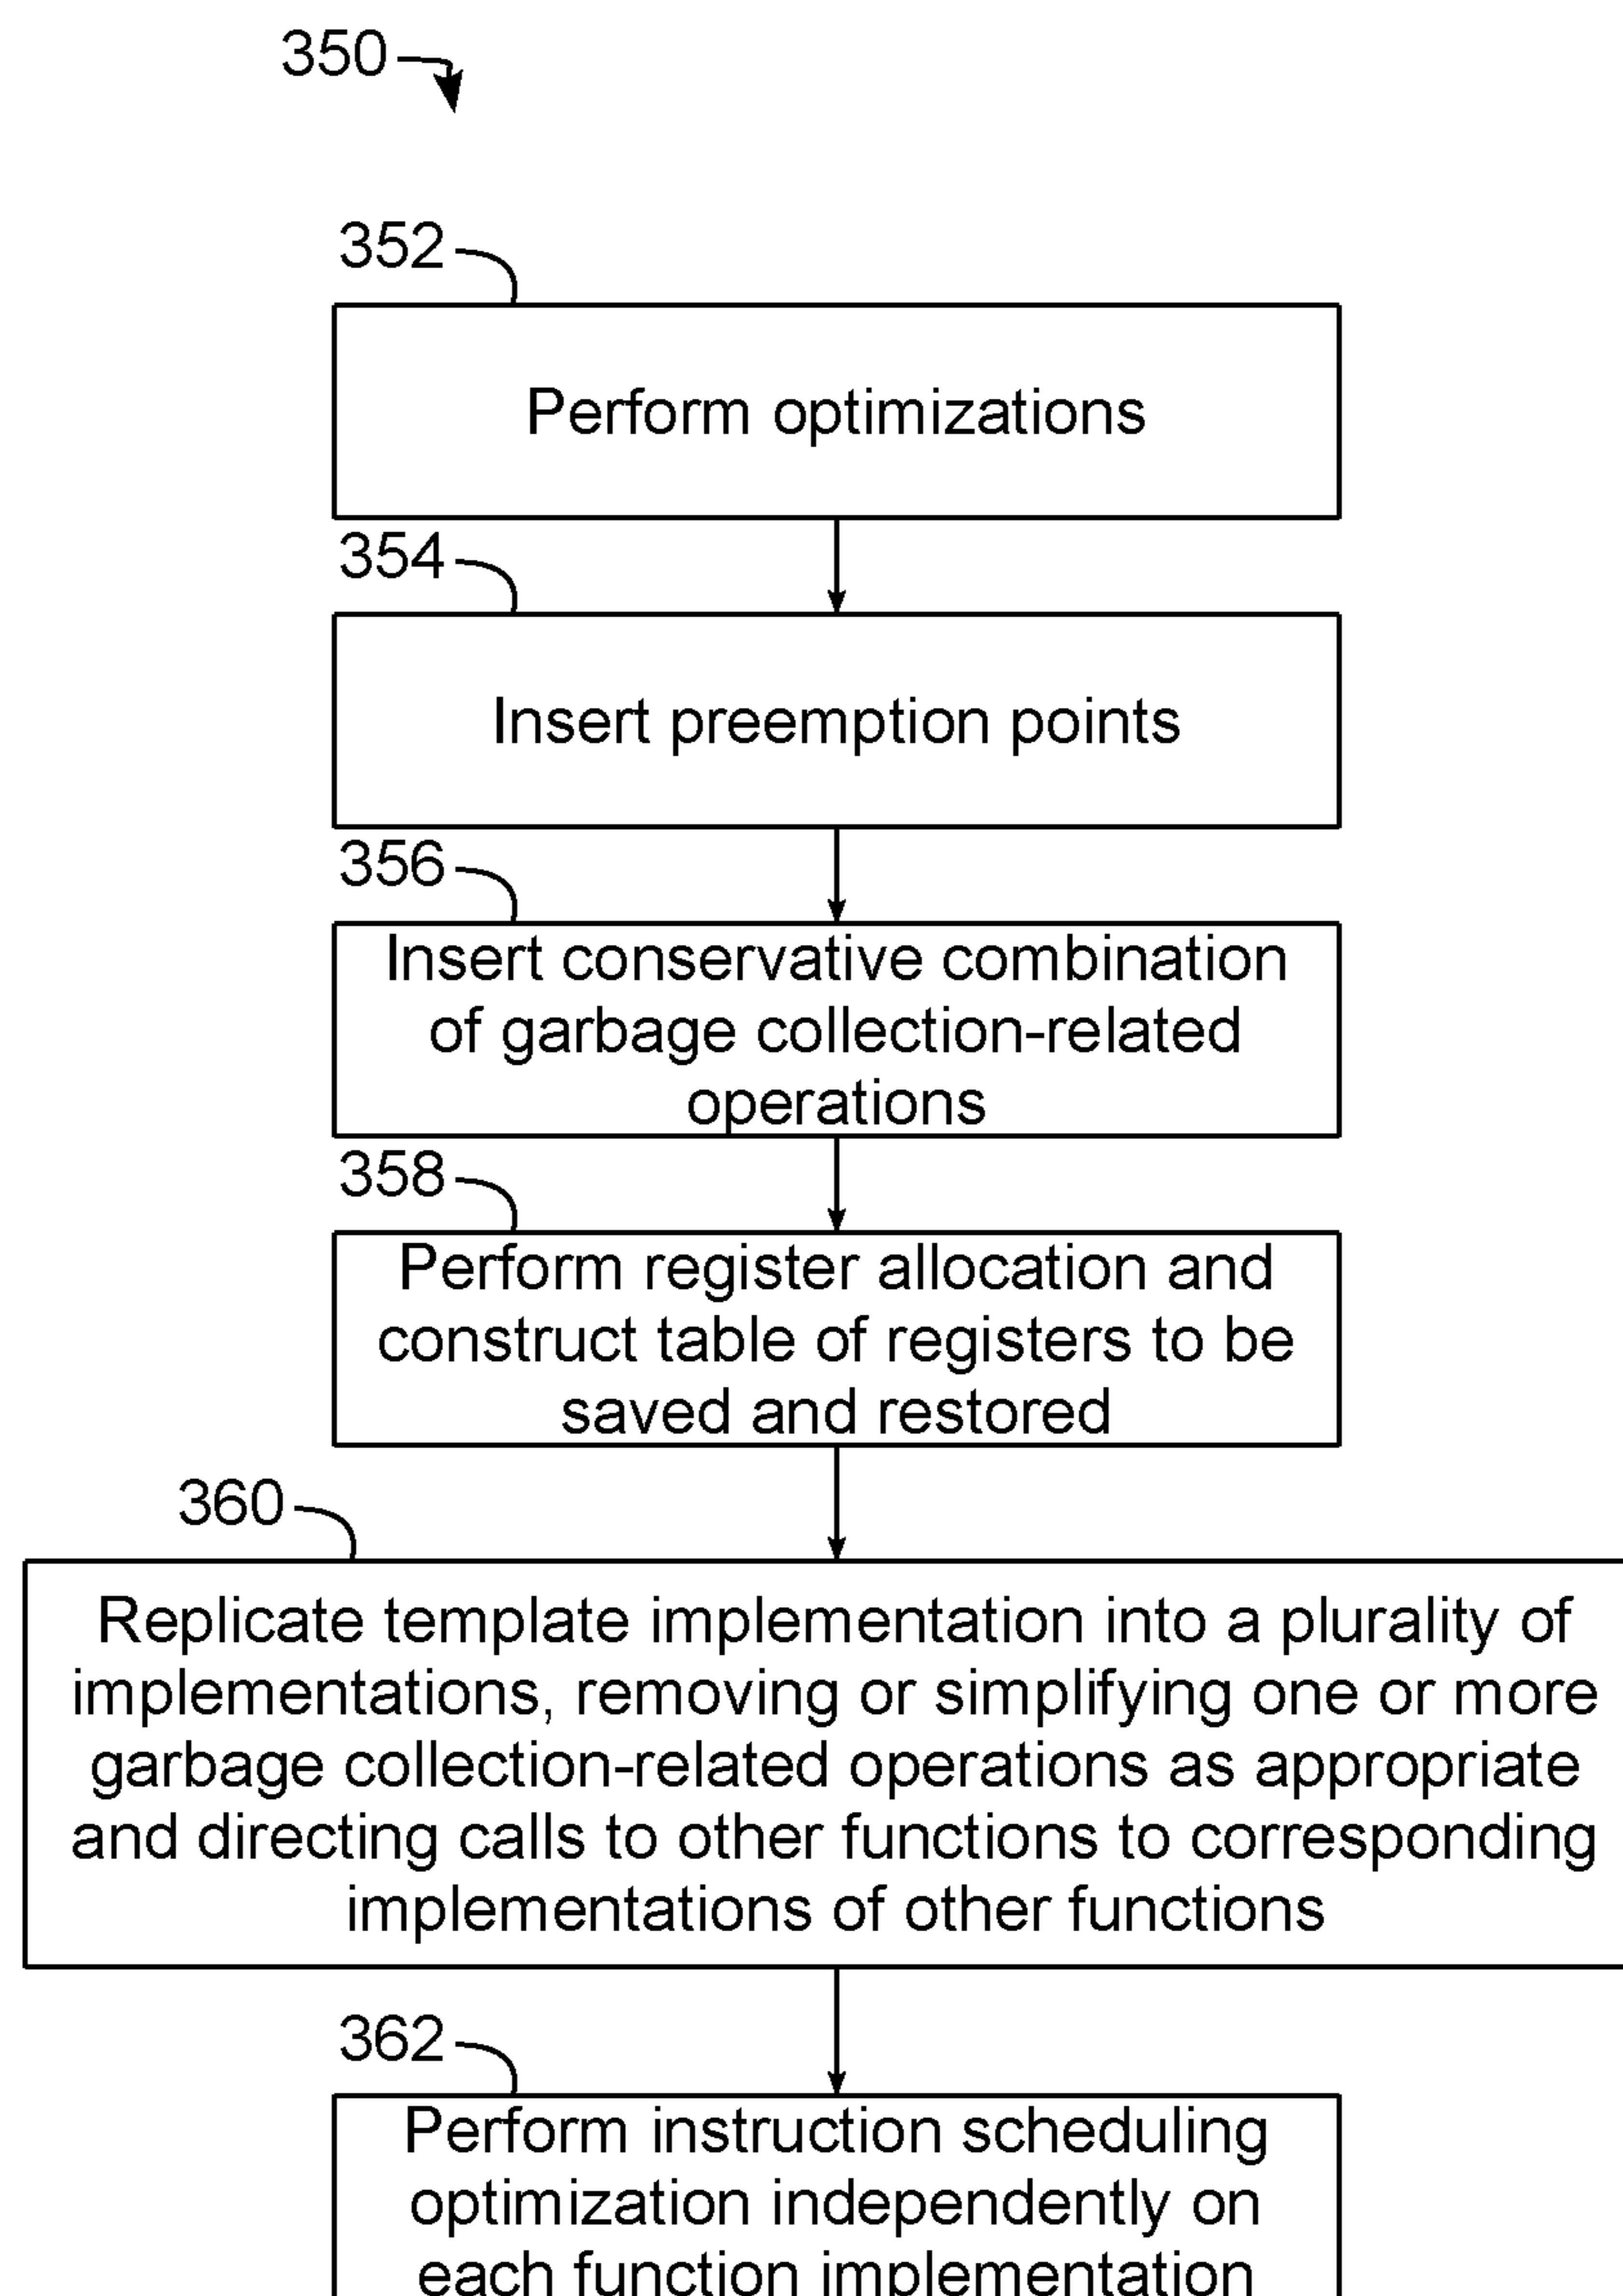 350
352
Perform optimizations
354
Insert preemption points
356
Insert conservative combination
of garbage collection-related
operations
358
Perform register allocation and
construct table of registers to be
saved and restored
360
Replicate template implementation into a plurality of
implementations, removing or simplifying one or more
garbage collection-related operations as appropriate
and directing calls to other functions to corresponding
implementations of other functions
362
Perform instruction scheduling
optimization independently on
each function implementation